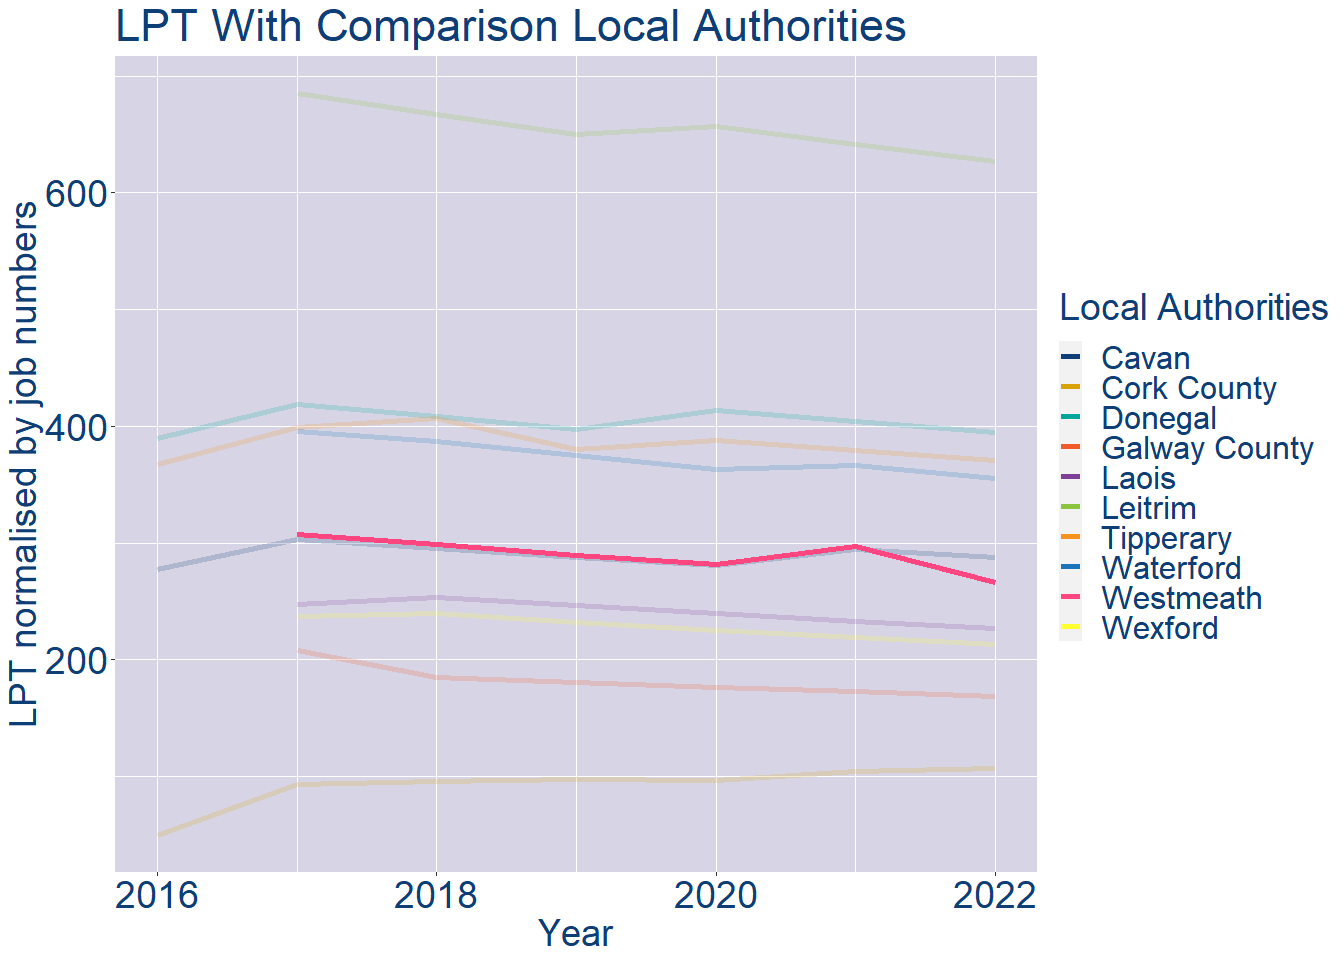 LPT With Comparison Local Authorities
LPT normalised by job numbers
600
400
200
2016
2018
2020
2022
Year
Local Authorities
Cavan
Cork County
Donegal
Galway County
Laois
Leitrim
Tipperary
Waterford
Westmeath
Wexford